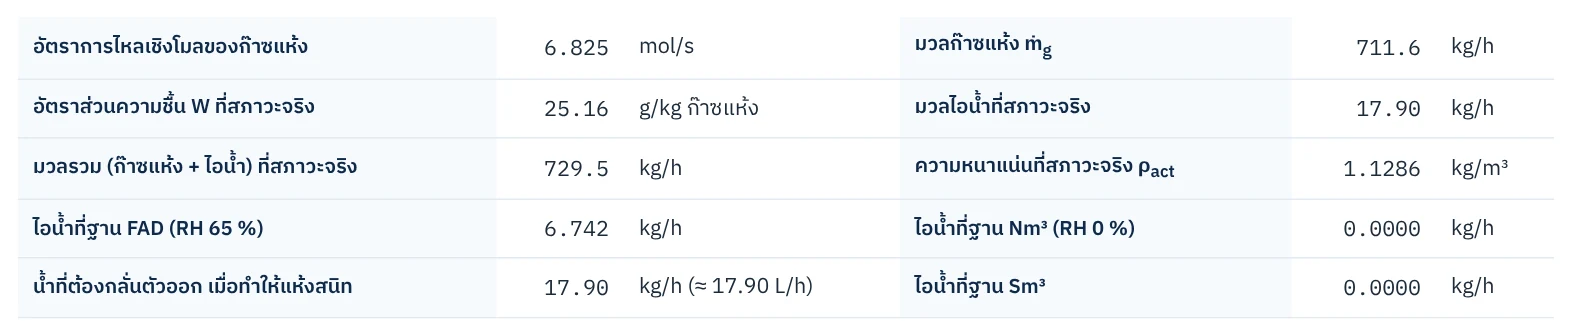 อัตราการไหลเชิงโมลของก๊าซแห้ง 6.825 mol/s มวลก๊าซแห้ง ṁg 711.6 kg/h
อัตราส่วนความชื้น W ที่สภาวะจริง 25.16 g/kg ก๊าซแห้ง มวลไอน้ำที่สภาวะจริง 17.90 kg/h
มวลรวม (ก๊าซแห้ง + ไอน้ำ) ที่สภาวะจริง 729.5 kg/h ความหนาแน่นที่สภาวะจริง ρact 1.1286 kg/m³
ไอน้ำที่ฐาน FAD (RH 65 %) 6.742 kg/h ไอน้ำที่ฐาน Nm³ (RH 0 %) 0.0000 kg/h
น้ำที่ต้องกลั่นตัวออก เมื่อทำให้แห้งสนิท 17.90 kg/h (≈ 17.90 L/h) ไอน้ำที่ฐาน Sm³ 0.0000 kg/h